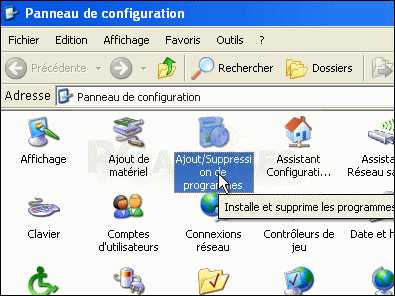 Panneau de configuration
Fichier Edition Affichage Favoris Outils ?
Précédente Rechercher Dossiers
Adresse Panneau de configuration
Affichage Ajout de Ajout/Suppressi Assistant Assista
matériel on de Configurati... Réseau sa
programmes
Installe et supprime les programmes
Clavier Comptes Connexions Contrôleurs de Date et h
d'utilisateurs réseau jeu